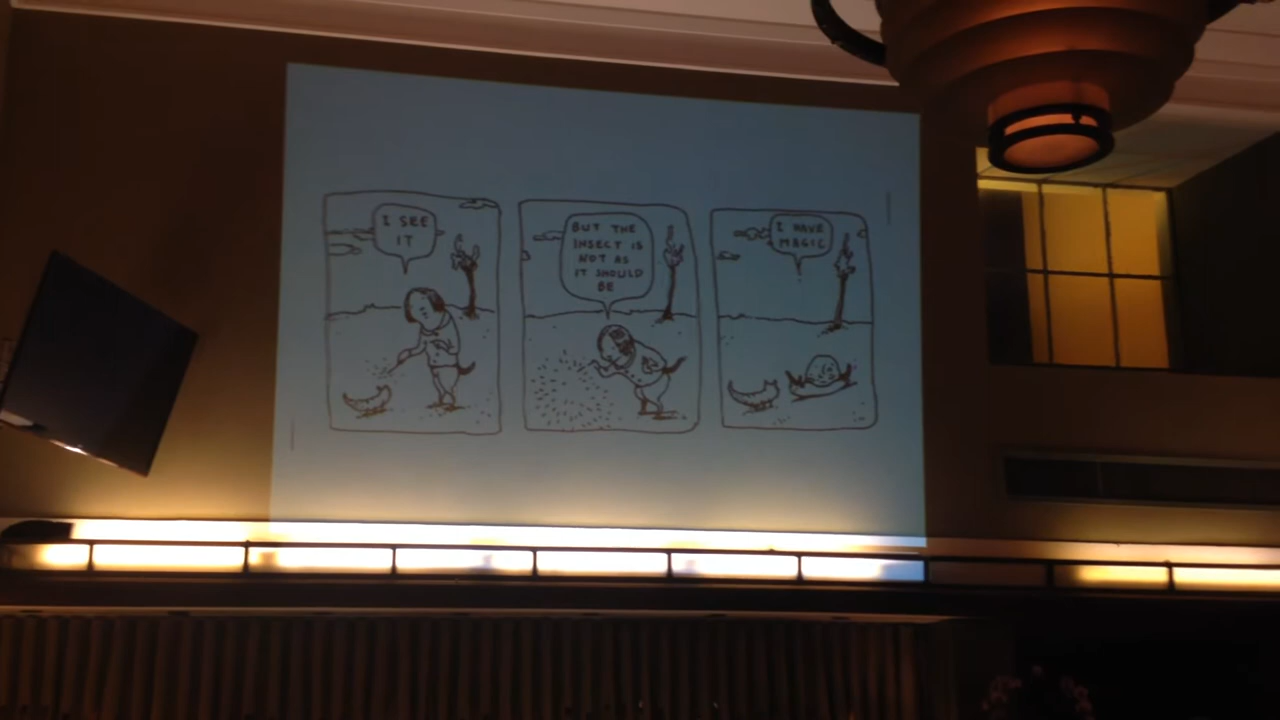 I SEE
IT
BUT THE
INSECT IS
NOT AS
IT SHOULD
BE
I HAVE
MAGIC